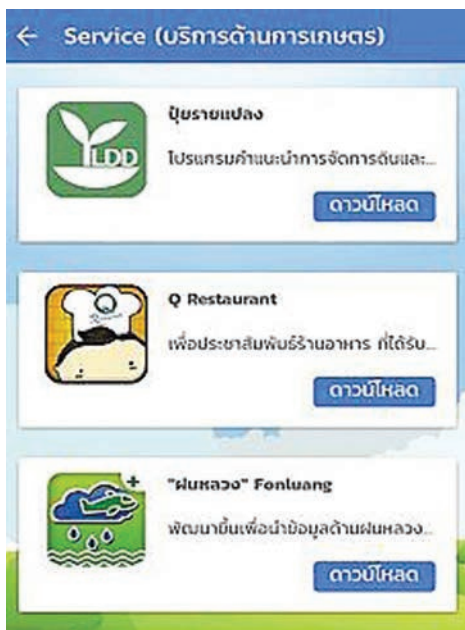 ← Service (บริการด้านการเกษตร)
LDD
ปุ๋ยรายแปลง
โปรแกรมคำแนะนำการจัดการดินและ...
ดาวน์โหลด
Q
Q Restaurant
เพื่อประชาสัมพันธ์ร้านอาหาร ที่ได้รับ...
ดาวน์โหลด
"ฝนหลวง" Fonluang
พัฒนาขึ้นเพื่อนำข้อมูลด้านฝนหลวง...
ดาวน์โหลด